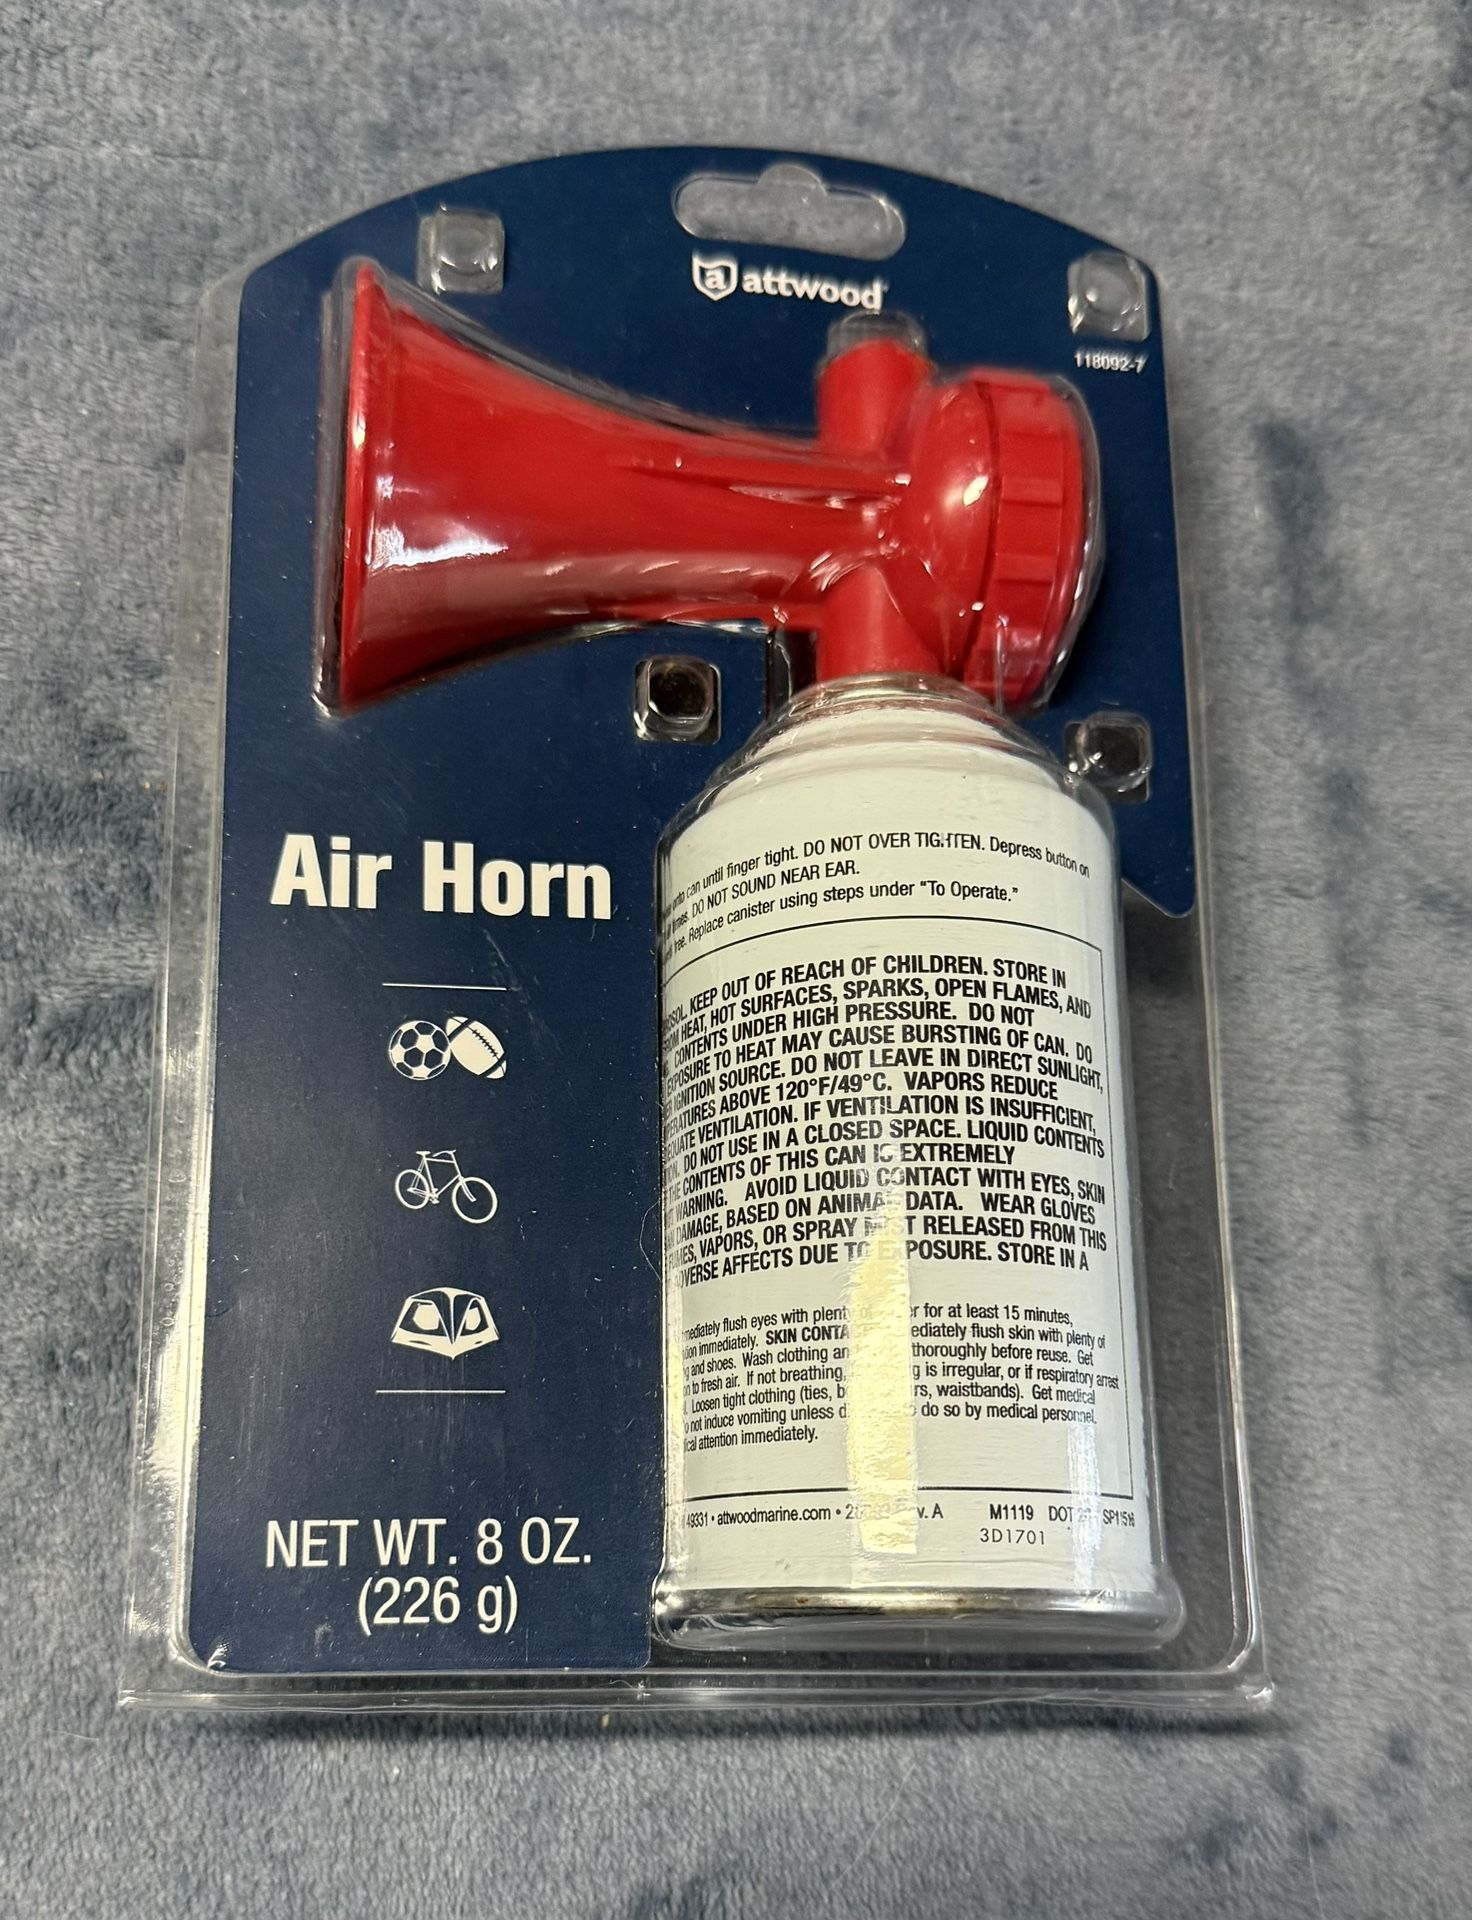 attwood
118092-7
Air Horn
NET WT. 8 OZ.
(226 g)
onto can until finger tight. DO NOT OVER TIGHTEN. Depress button on
times. DO NOT SOUND NEAR EAR.
free. Replace canister using steps under "To Operate."
KEEP OUT OF REACH OF CHILDREN. STORE IN
HEAT, HOT SURFACES, SPARKS, OPEN FLAMES, AND
CONTENTS UNDER HIGH PRESSURE. DO NOT
EXPOSURE TO HEAT MAY CAUSE BURSTING OF CAN. DO
IGNITION SOURCE. DO NOT LEAVE IN DIRECT SUNLIGHT,
ABOVE 120°F/49°C. VAPORS REDUCE
VENTILATION. IF VENTILATION IS INSUFFICIENT,
DO NOT USE IN A CLOSED SPACE. LIQUID CONTENTS
THE CONTENTS OF THIS CAN IS EXTREMELY
WARNING. AVOID LIQUID CONTACT WITH EYES, SKIN
DAMAGE, BASED ON ANIMAL DATA. WEAR GLOVES
VAPORS, OR SPRAY MIST RELEASED FROM THIS
ADVERSE AFFECTS DUE TO EXPOSURE. STORE IN A
flush eyes with plenty of for at least 15 minutes,
immediately. SKIN flush skin with plenty of
and shoes. Wash clothing thoroughly before reuse. Get
to fresh air. If not breathing, is irregular, or if respiratory arrest
Loosen tight clothing (ties, waistbands). Get medical
not induce vomiting unless do so by medical personnel.
attention immediately.
49331 • attwoodmarine.com • A M1119 DOT
3D1701